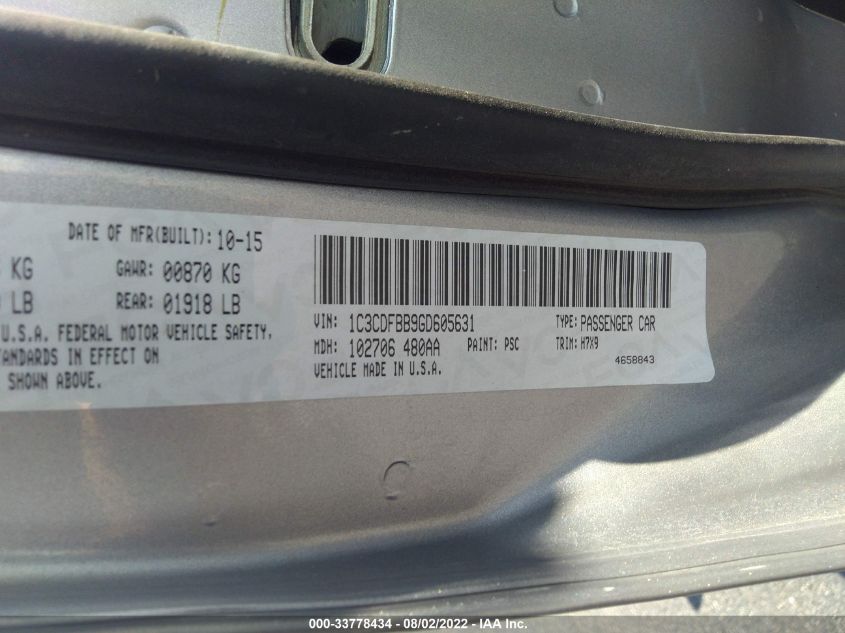 DATE OF MFR(BUILT): 10-15
KG GAWR: 00870 KG
LB REAR: 01918 LB
U.S.A. FEDERAL MOTOR VEHICLE SAFETY,
STANDARDS IN EFFECT ON
SHOWN ABOVE.
VIN: 1C3CDFBB9GD605631 TYPE: PASSENGER CAR
MDH: 102706 480AA PAINT: PSC TRIM: H7X9
VEHICLE MADE IN U.S.A. 4658843
000-33778434 - 08/02/2022 - IAA Inc.